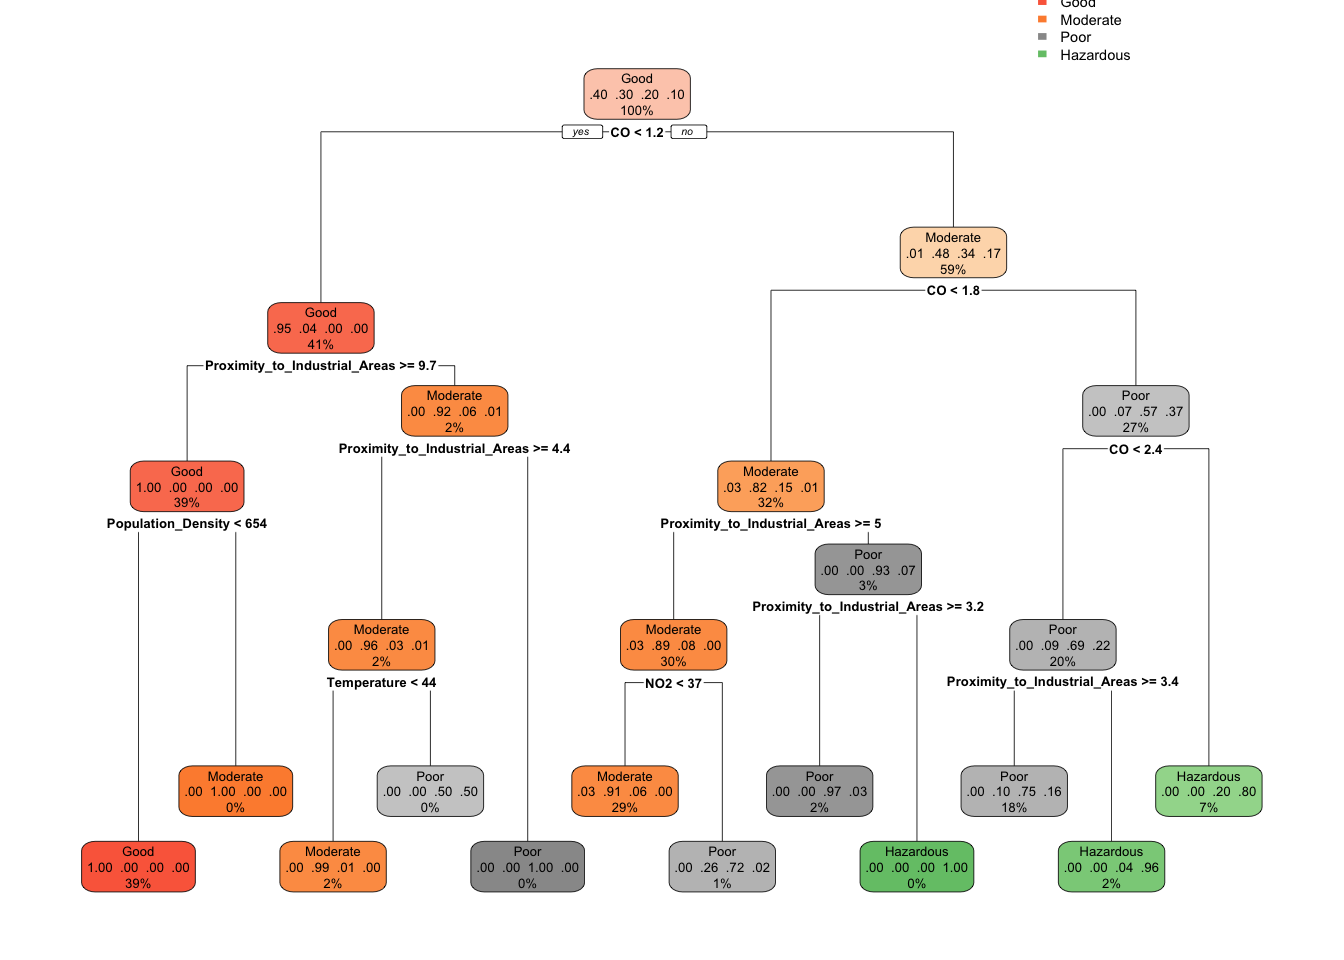 Good
Moderate
Poor
Hazardous
Good
.40 .30 .20 .10
100%
yes CO < 1.2 no
Moderate
.01 .48 .34 .17
59%
CO < 1.8
Good
.95 .04 .00 .00
41%
Proximity_to_Industrial_Areas >= 9.7
Moderate
.00 .92 .06 .01
2%
Proximity_to_Industrial_Areas >= 4.4
Poor
.00 .07 .57 .37
27%
CO < 2.4
Good
1.00 .00 .00 .00
39%
Population_Density < 654
Moderate
.03 .82 .15 .01
32%
Proximity_to_Industrial_Areas >= 5
Poor
.00 .00 .93 .07
3%
Proximity_to_Industrial_Areas >= 3.2
Moderate
.00 .96 .03 .01
2%
Temperature < 44
Moderate
.03 .89 .08 .00
30%
NO2 < 37
Poor
.00 .09 .69 .22
20%
Proximity_to_Industrial_Areas >= 3.4
Moderate
.00 1.00 .00 .00
0%
Poor
.00 .00 .50 .50
0%
Moderate
.03 .91 .06 .00
29%
Poor
.00 .00 .97 .03
2%
Poor
.00 .10 .75 .16
18%
Hazardous
.00 .00 .20 .80
7%
Good
1.00 .00 .00 .00
39%
Moderate
.00 .99 .01 .00
2%
Poor
.00 .00 1.00 .00
0%
Poor
.00 .26 .72 .02
1%
Hazardous
.00 .00 .00 1.00
0%
Hazardous
.00 .00 .04 .96
2%